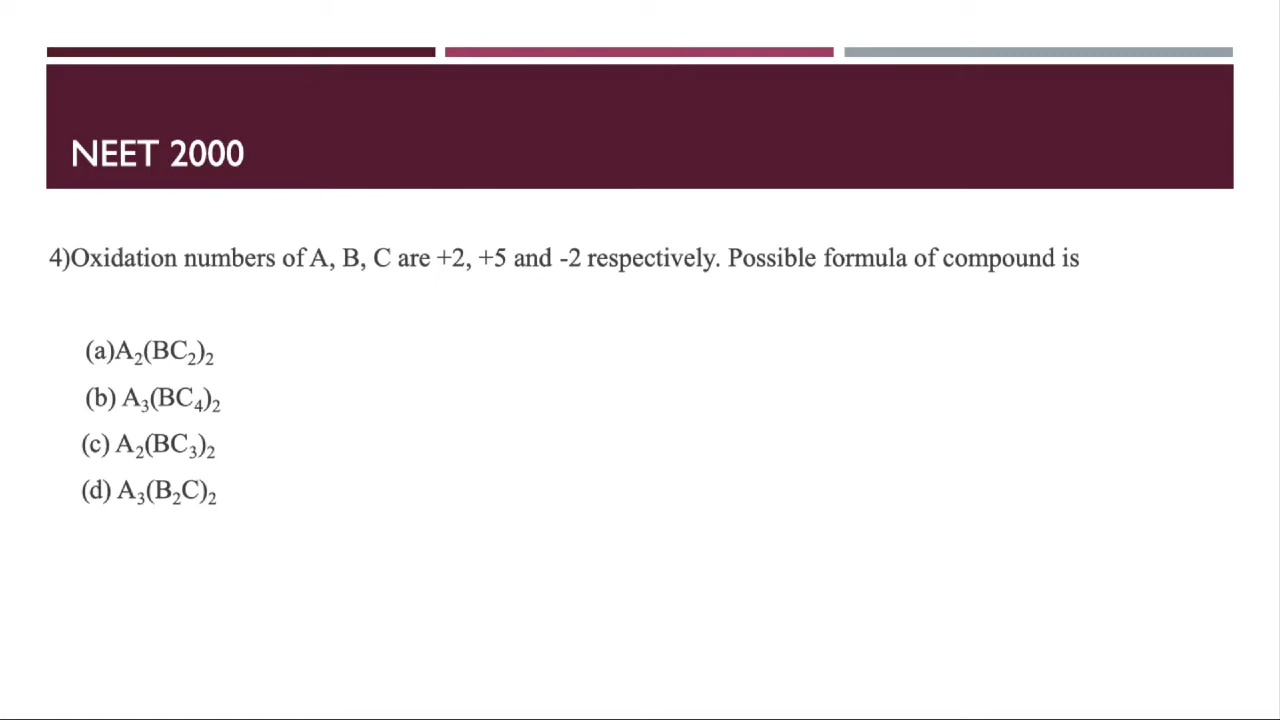 NEET 2000
4)Oxidation numbers of A, B, C are +2, +5 and -2 respectively. Possible formula of compound is
(a)A₂(BC₂)₂
(b) A₃(BC₄)₂
(c) A₂(BC₃)₂
(d) A₃(B₂C)₂